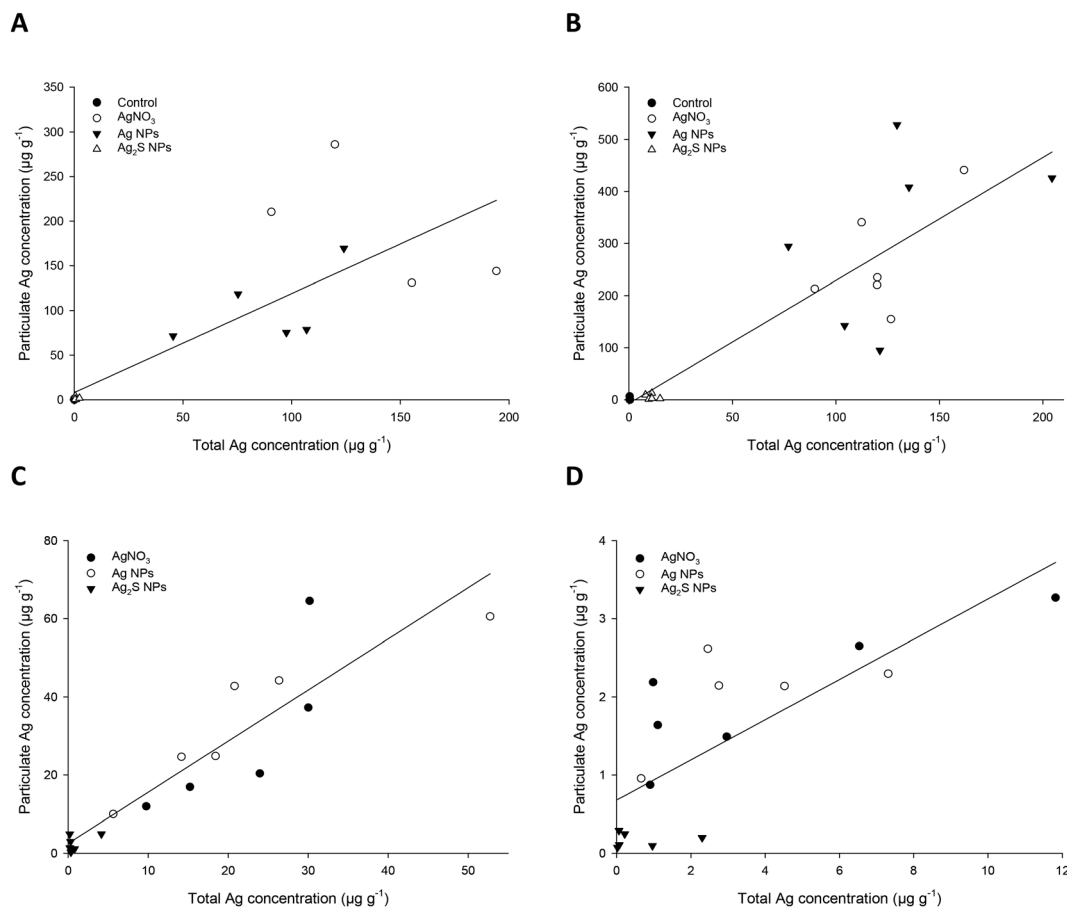 A
Particulate Ag concentration (µg g⁻¹)
350
300
250
200
150
100
50
0
Control
AgNO₃
Ag NPs
Ag₂S NPs
0 50 100 150 200
Total Ag concentration (µg g⁻¹)
B
Particulate Ag concentration (µg g⁻¹)
600
500
400
300
200
100
0
Control
AgNO₃
Ag NPs
Ag₂S NPs
0 50 100 150 200
Total Ag concentration (µg g⁻¹)
C
Particulate Ag concentration (µg g⁻¹)
80
60
40
20
0
AgNO₃
Ag NPs
Ag₂S NPs
0 10 20 30 40 50
Total Ag concentration (µg g⁻¹)
D
Particulate Ag concentration (µg g⁻¹)
4
3
2
1
0
AgNO₃
Ag NPs
Ag₂S NPs
0 2 4 6 8 10 12
Total Ag concentration (µg g⁻¹)